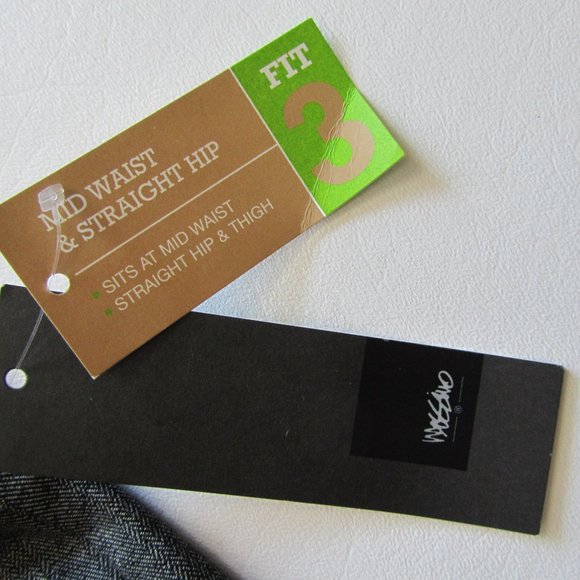 FIT
3
MID WAIST
& STRAIGHT HIP
• SITS AT MID WAIST
• STRAIGHT HIP & THIGH
mossimo
®